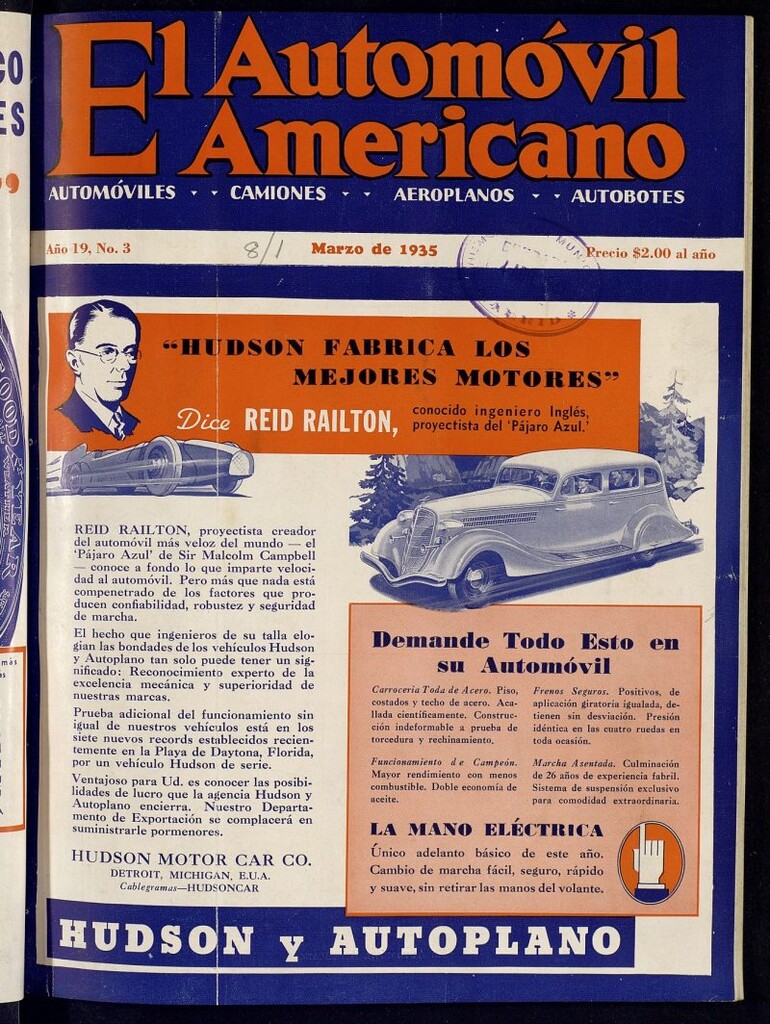 El Automóvil
Americano
AUTOMÓVILES - - CAMIONES - - AEROPLANOS - - AUTOBOTES
Año 19, No. 3
8/1
Marzo de 1935
Precio $2.00 al año
"HUDSON FABRICA LOS
MEJORES MOTORES"
Dice REID RAILTON,
conocido ingeniero Inglés,
proyectista del 'Pájaro Azul.'
REID RAILTON, proyectista creador
del automóvil más veloz del mundo — el
'Pájaro Azul' de Sir Malcolm Campbell
— conoce a fondo lo que imparte veloci-
dad al automóvil. Pero más que nada está
compenetrado de los factores que pro-
ducen confiabilidad, robustez y seguridad
de marcha.
El hecho que ingenieros de su talla elo-
gian las bondades de los vehículos Hudson
y Autoplano tan solo puede tener un sig-
nificado: Reconocimiento experto de la
excelencia mecánica y superioridad de
nuestras marcas.
Prueba adicional del funcionamiento sin
igual de nuestros vehículos está en los
siete nuevos records establecidos recien-
temente en la Playa de Daytona, Florida,
por un vehículo Hudson de serie.
Ventajoso para Ud. es conocer las posibi-
lidades de lucro que la agencia Hudson y
Autoplano encierra. Nuestro Departa-
mento de Exportación se complacerá en
suministrarle pormenores.
HUDSON MOTOR CAR CO.
DETROIT, MICHIGAN, E.U.A.
Cablegramas—HUDSONCAR
Demande Todo Esto en
su Automóvil
Carrocería Toda de Acero. Piso,
costados y techo de acero. Aca-
llada científicamente. Construc-
ción indeformable a prueba de
torcedura y rechinamiento.
Funcionamiento de Campeón.
Mayor rendimiento con menos
combustible. Doble economía de
aceite.
Frenos Seguros. Positivos, de
aplicación giratoria igualada, de-
tienen sin desviación. Presión
idéntica en las cuatro ruedas en
toda ocasión.
Marcha Asentada. Culminación
de 26 años de experiencia fabril.
Sistema de suspensión exclusivo
para comodidad extraordinaria.
LA MANO ELÉCTRICA
Único adelanto básico de este año.
Cambio de marcha fácil, seguro, rápido
y suave, sin retirar las manos del volante.
HUDSON y AUTOPLANO